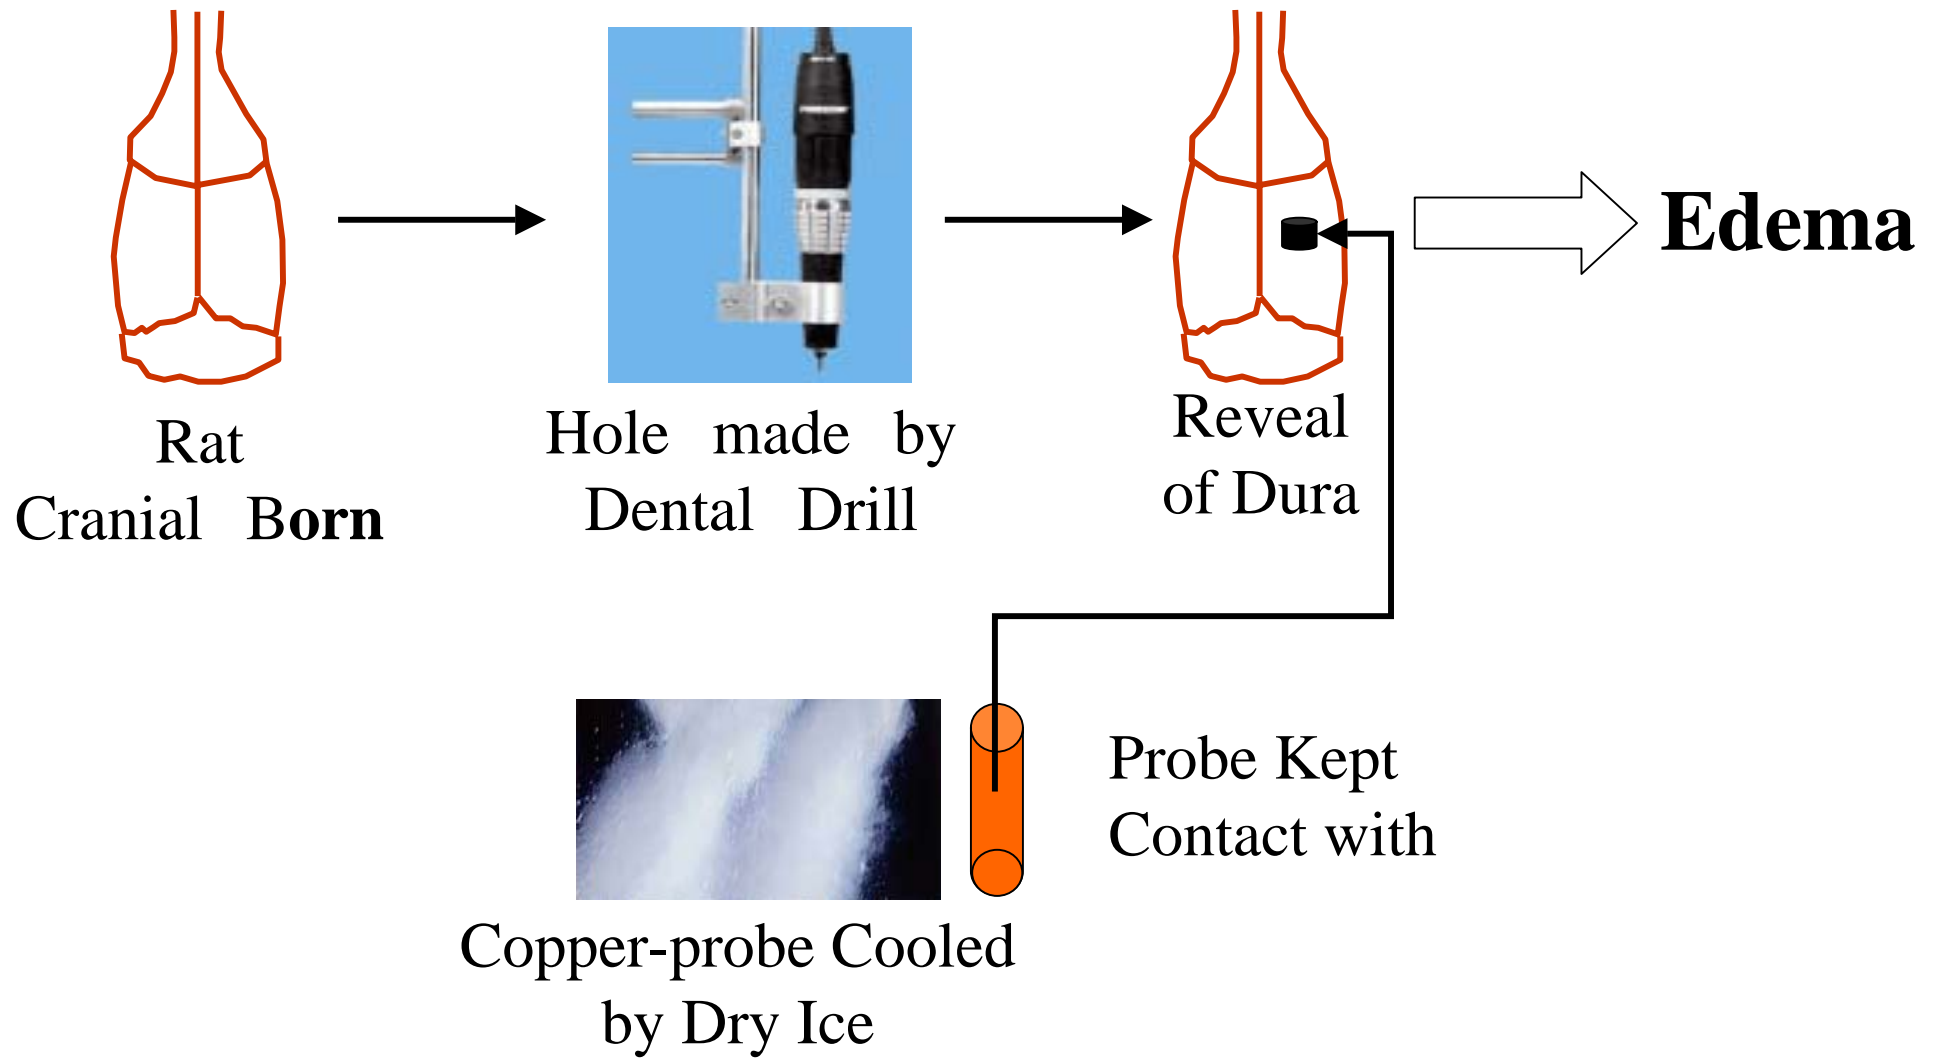 Edema
Rat
Cranial Born
Hole made by
Dental Drill
Reveal
of Dura
Probe Kept
Contact with
Copper-probe Cooled
by Dry Ice